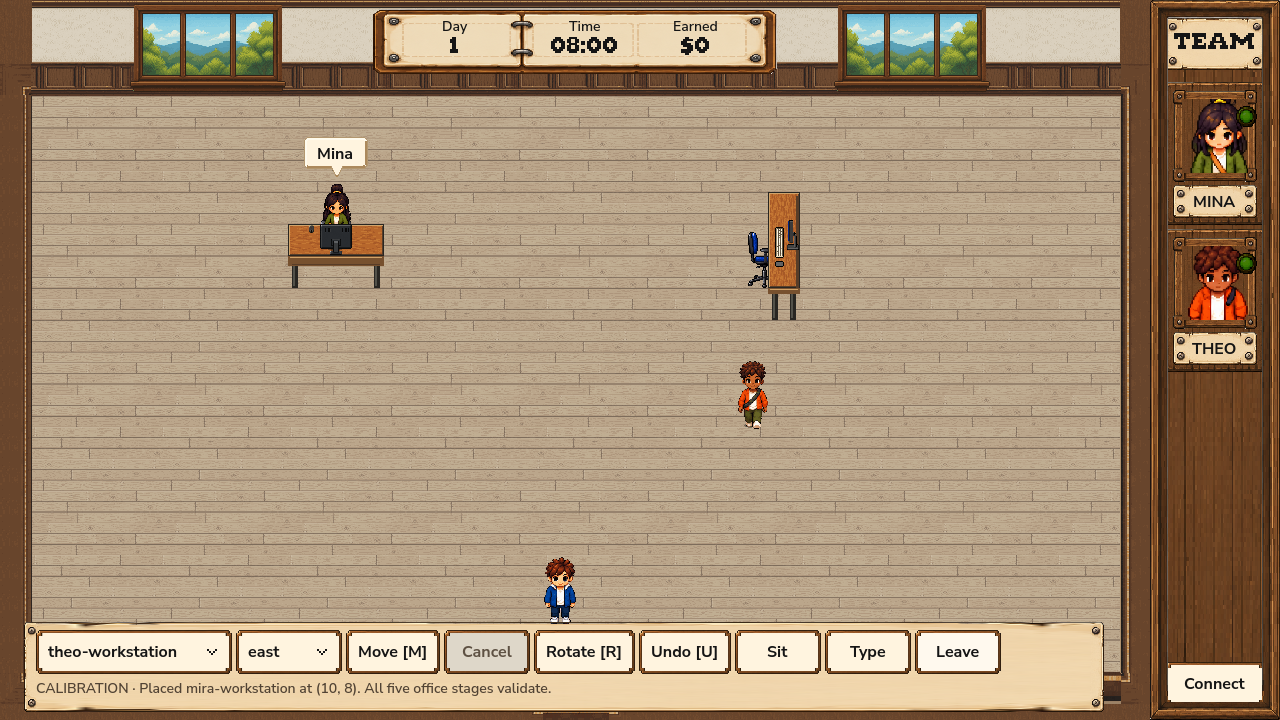 Day
1
Time
08:00
Earned
$0
TEAM
Mina
MINA
THEO
theo-workstation
east
Move [M]
Cancel
Rotate [R]
Undo [U]
Sit
Type
Leave
CALIBRATION · Placed mira-workstation at (10, 8). All five office stages validate.
Connect